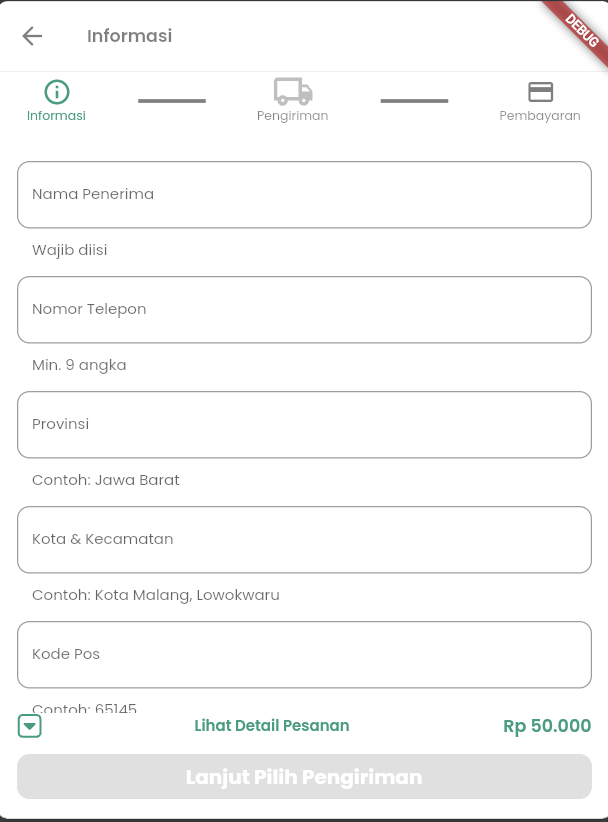 Informasi
DEBUG
Informasi
Pengiriman
Pembayaran
Nama Penerima
Wajib diisi
Nomor Telepon
Min. 9 angka
Provinsi
Contoh: Jawa Barat
Kota & Kecamatan
Contoh: Kota Malang, Lowokwaru
Kode Pos
Contoh: 65145
Lihat Detail Pesanan
Rp 50.000
Lanjut Pilih Pengiriman